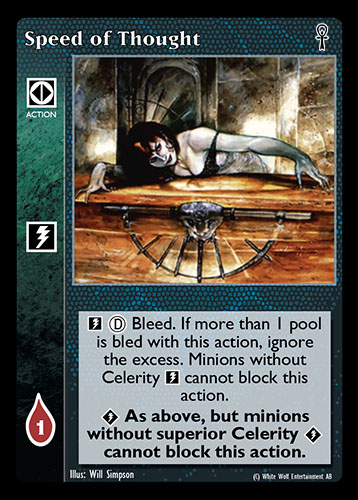 Speed of Thought
ACTION
D Bleed. If more than 1 pool
is bled with this action, ignore
the excess. Minions without
Celerity cannot block this
action.
As above, but minions
without superior Celerity
cannot block this action.
1
Illus: Will Simpson
(C) White Wolf Entertainment AB